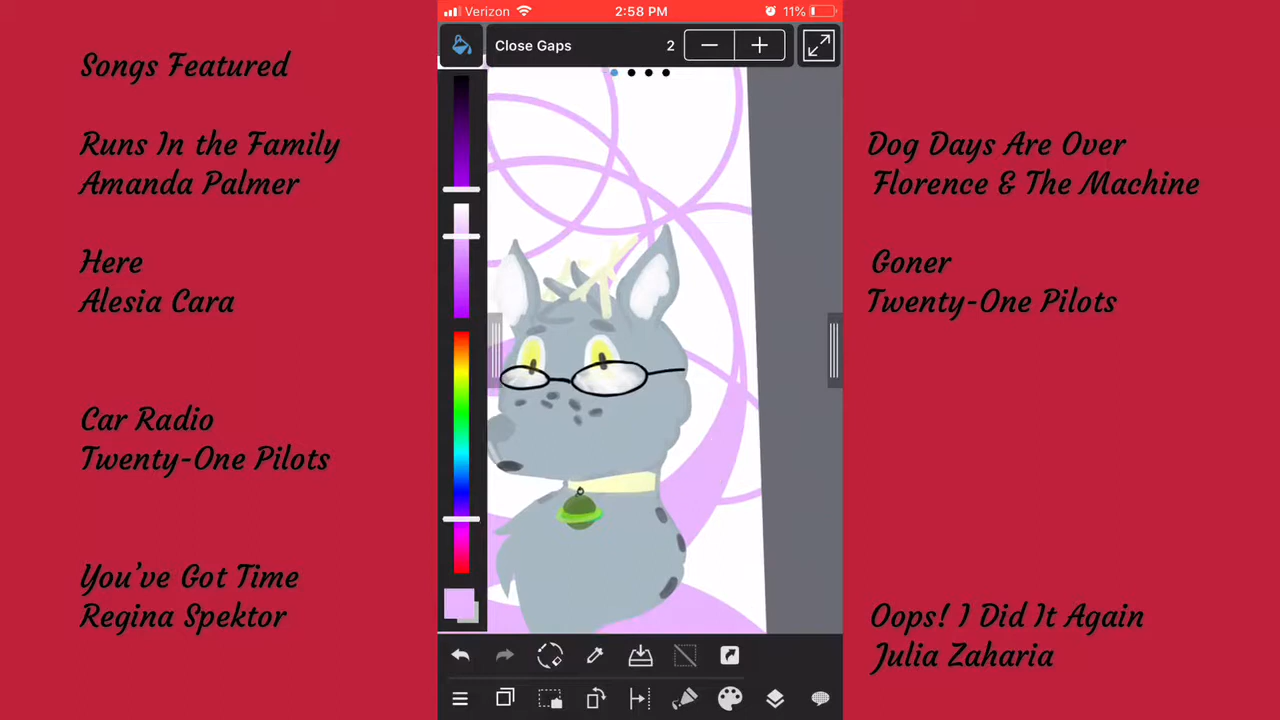 Verizon 2:58 PM 11%
Close Gaps 2
Songs Featured
Runs In the Family
Amanda Palmer
Here
Alesia Cara
Car Radio
Twenty-One Pilots
You've Got Time
Regina Spektor
Dog Days Are Over
Florence & The Machine
Goner
Twenty-One Pilots
Oops! I Did It Again
Julia Zaharia